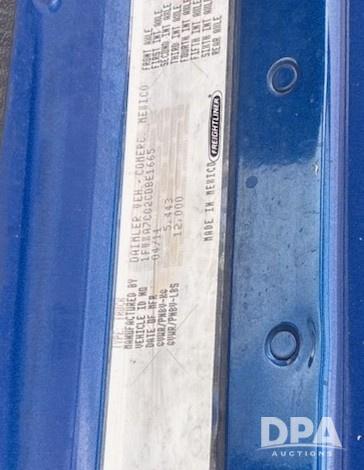 TYPE TRUCK
MANUFACTURED BY DAIMLER VEH. COMERC. MEXICO
VEHICLE ID NO
DATE OF MFR 04/11
GVWR/PNBV-KG 5,443
GVWR/PNBV-LBS 12,000
FRONT AXLE
FIRST INT AXLE
SECOND INT AXLE
THIRD INT AXLE
FOURTH INT AXLE
FIFTH INT AXLE
SIXTH INT AXLE
REAR AXLE
MADE IN MEXICO
FREIGHTLINER
DPA
AUCTIONS